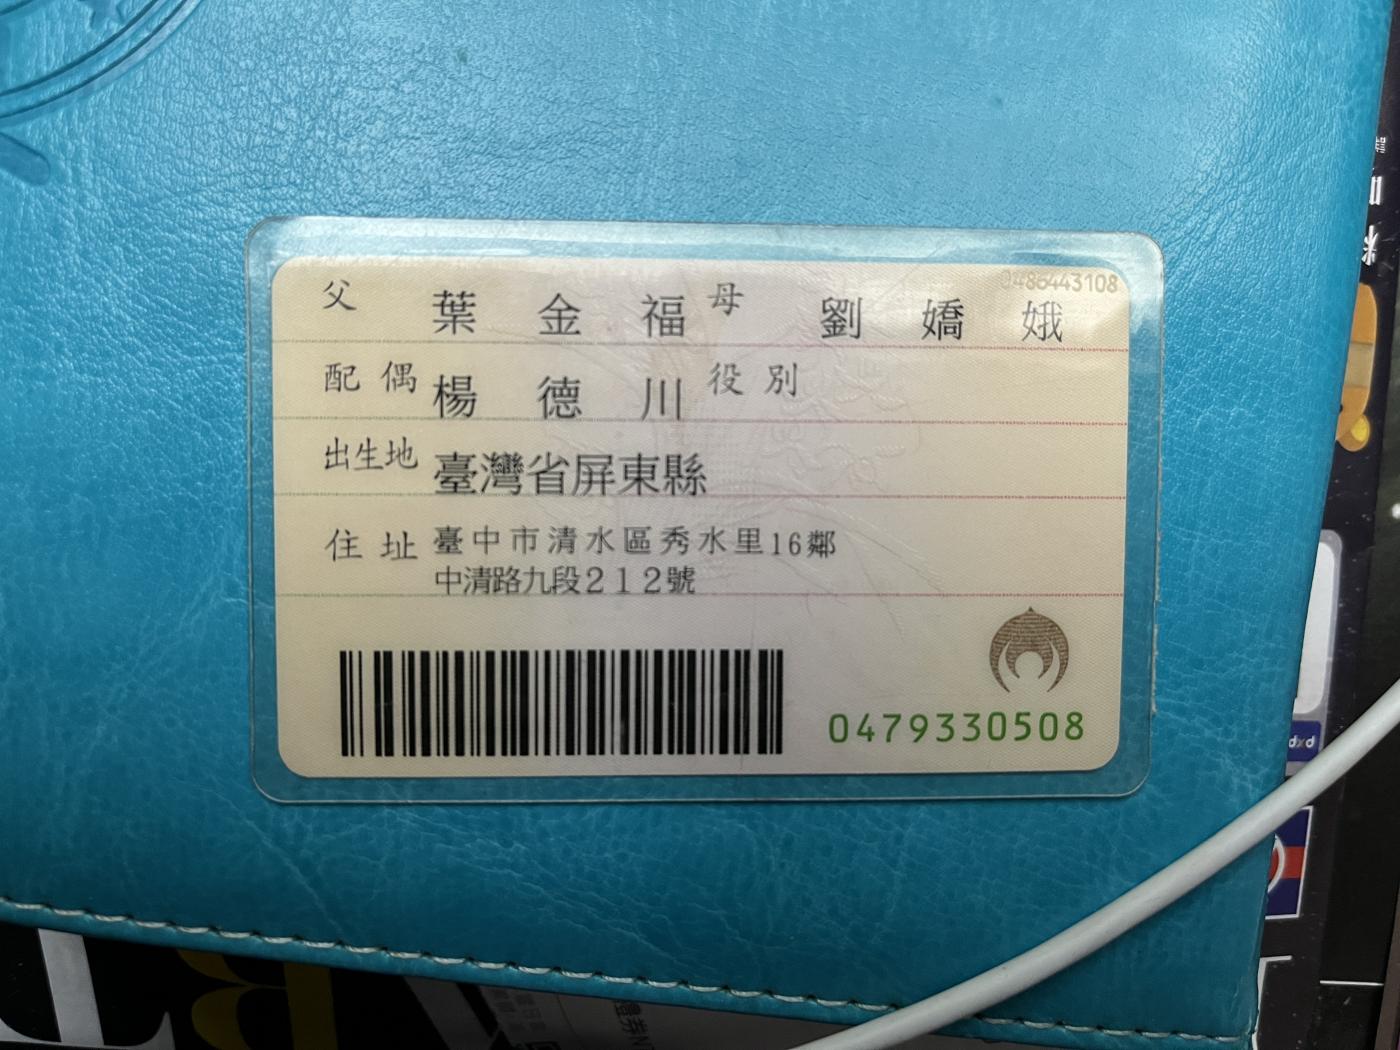 0486443108
父 葉金福 母 劉嬌娥
配偶 楊德川 役別
出生地 臺灣省屏東縣
住址 臺中市清水區秀水里16鄰
中清路九段212號
0479330508
dxd